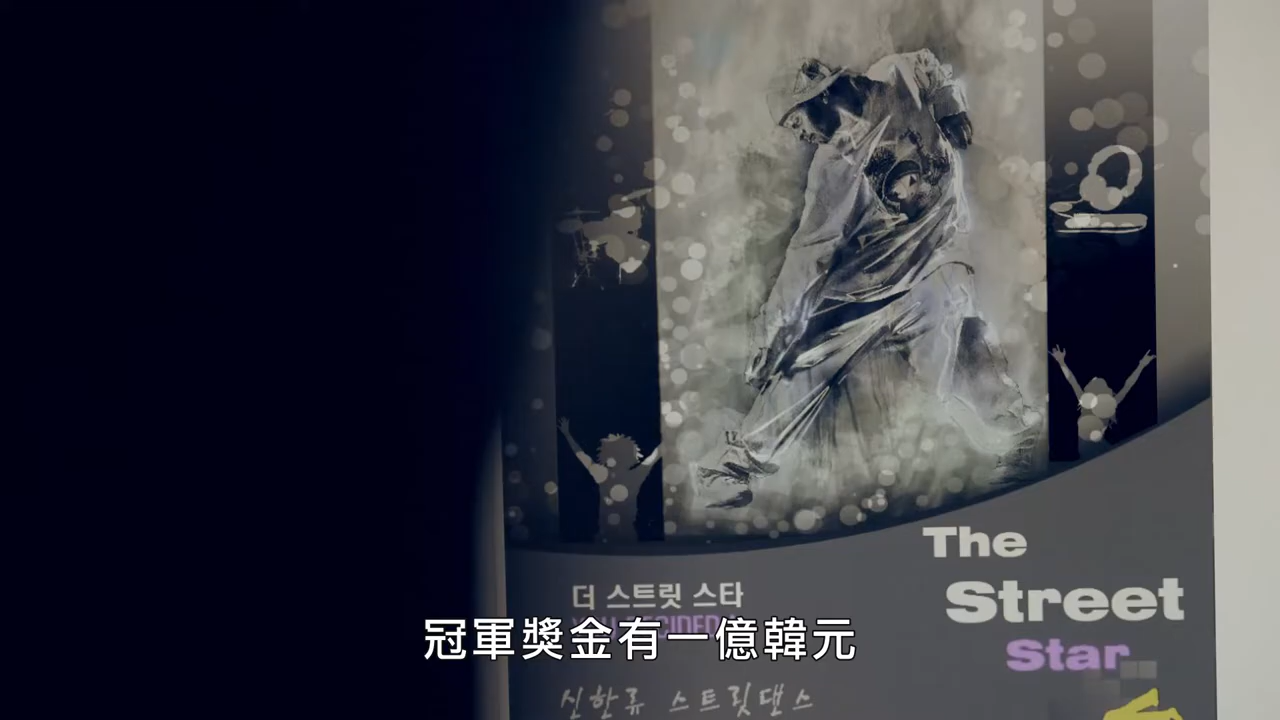 The
Street
Star
더 스트릿 스타
冠軍獎金有一億韓元
신한류 스트릿댄스